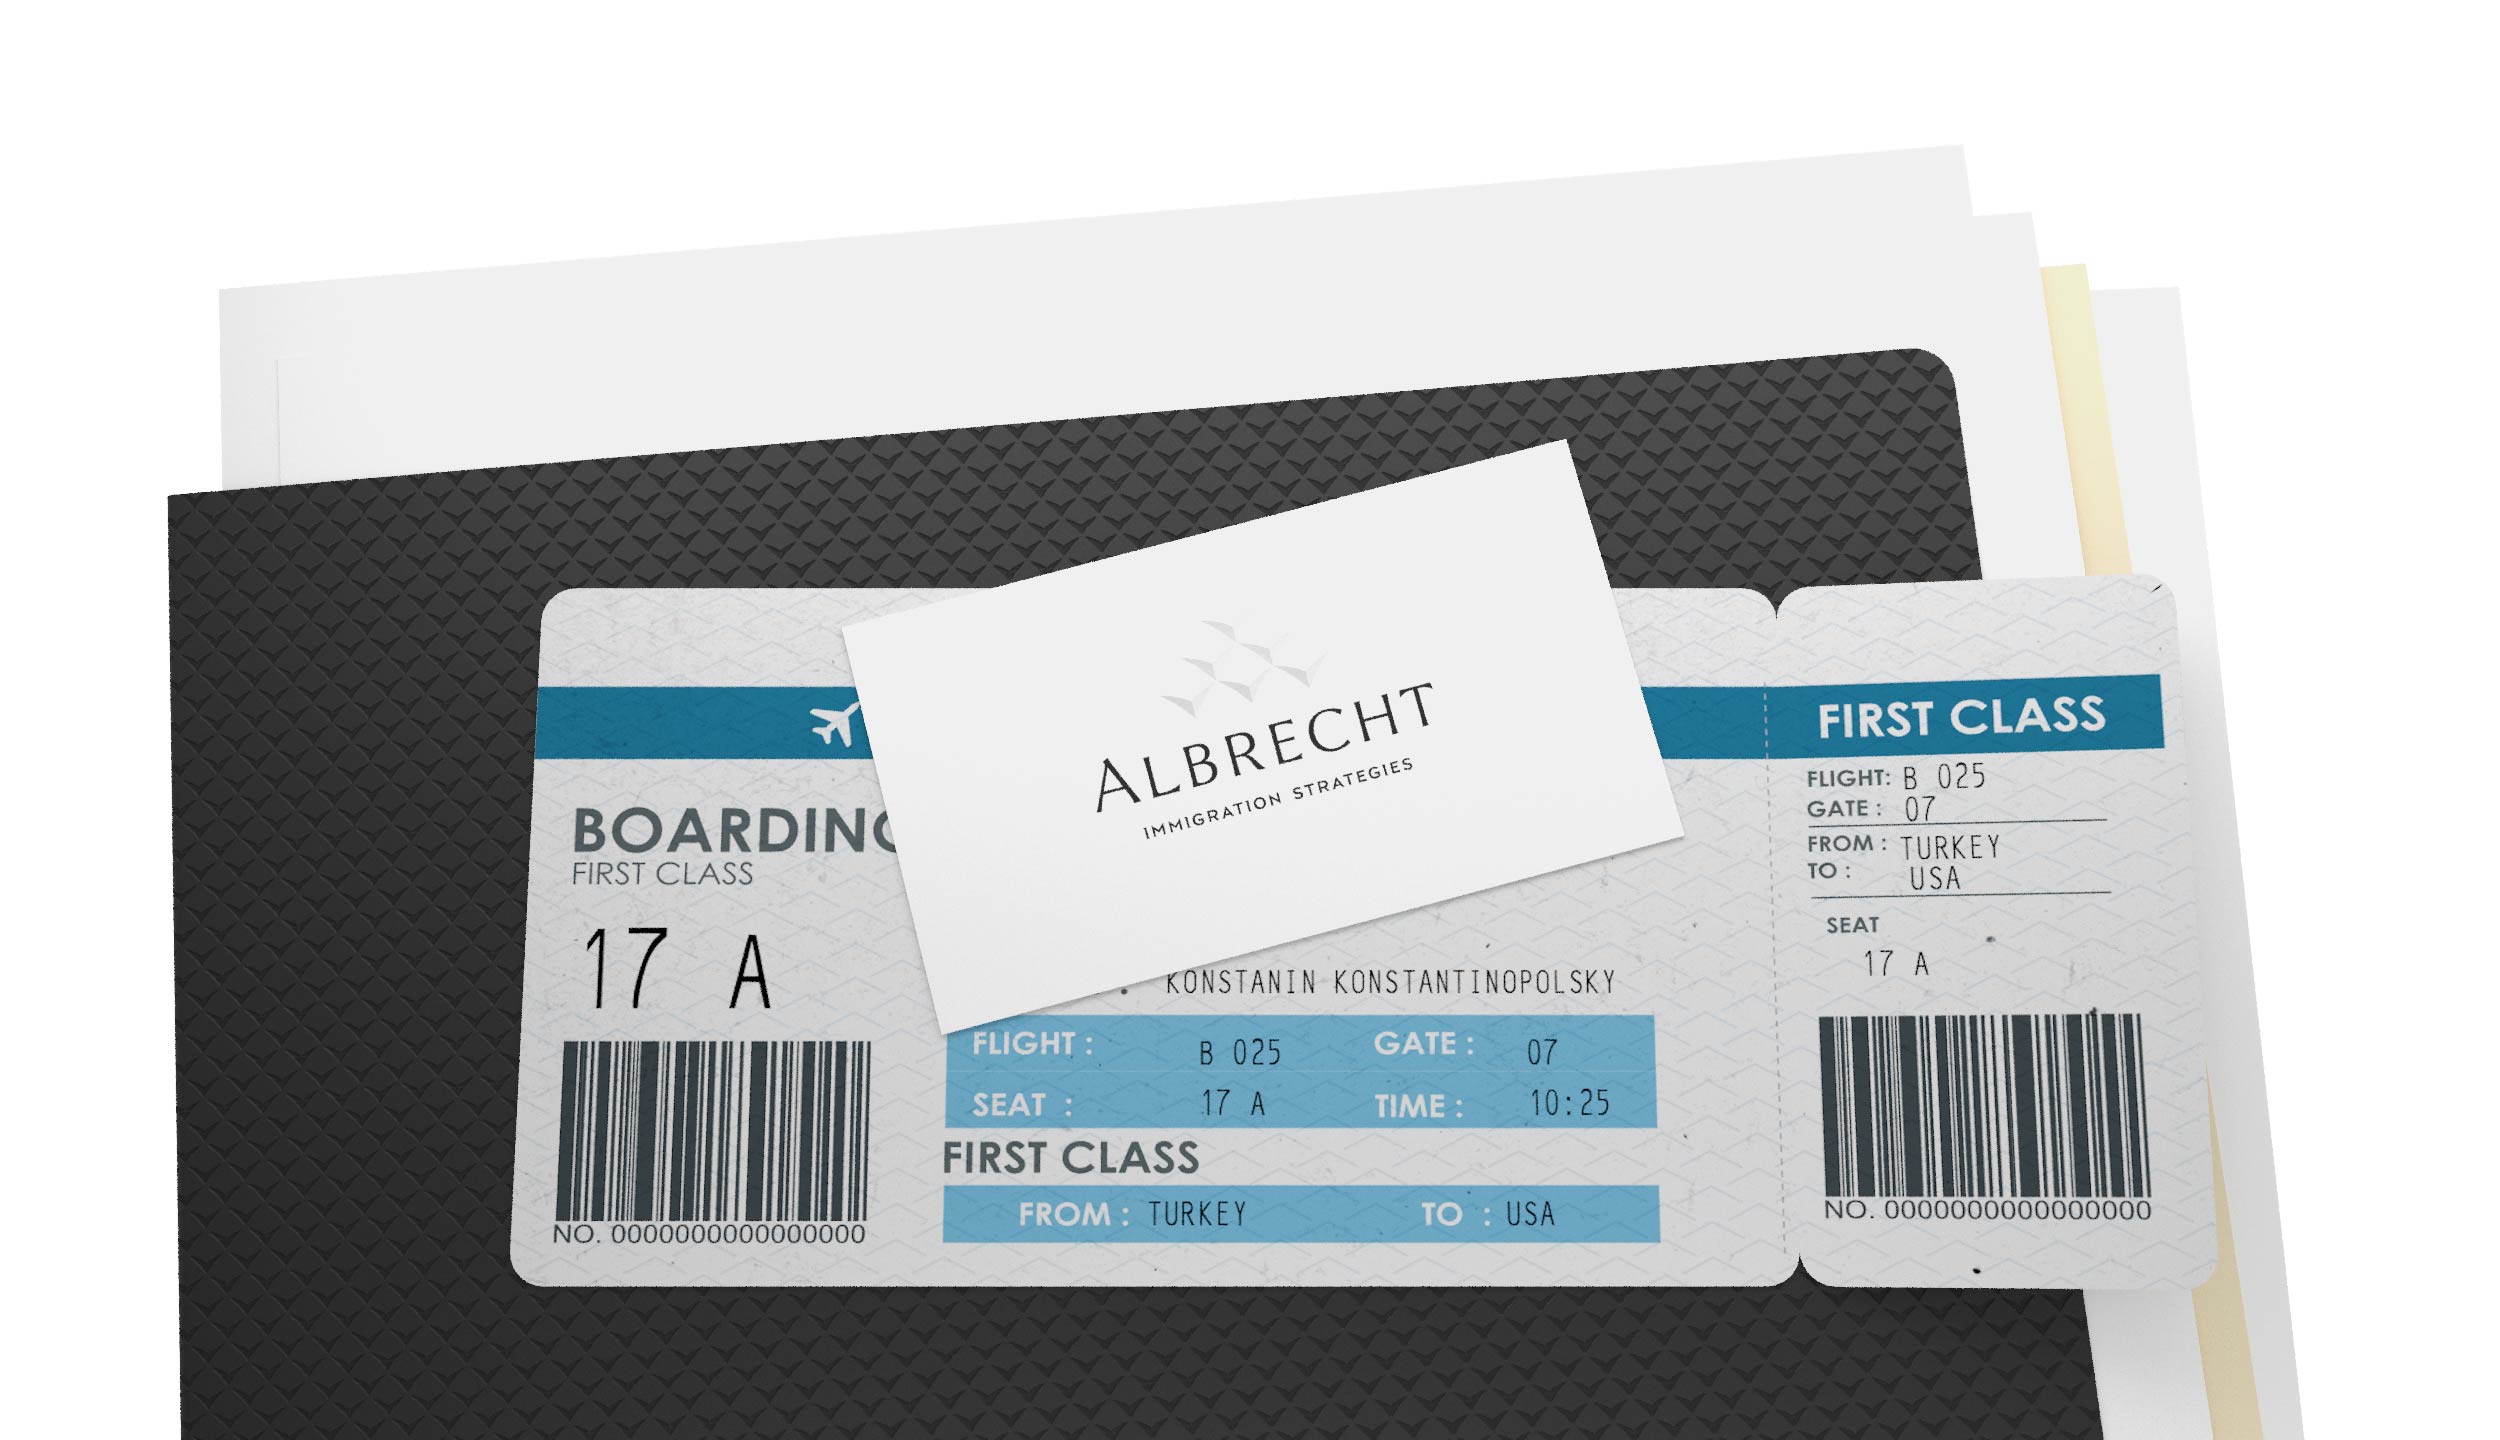 ALBRECHT
IMMIGRATION STRATEGIES
BOARDING
FIRST CLASS
17 A
NO. 0000000000000000
KONSTANIN KONSTANTINOPOLSKY
FLIGHT : B 025 GATE : 07
SEAT : 17 A TIME : 10:25
FIRST CLASS
FROM : TURKEY TO : USA
FIRST CLASS
FLIGHT: B 025
GATE : 07
FROM : TURKEY
TO : USA
SEAT
17 A
NO. 0000000000000000